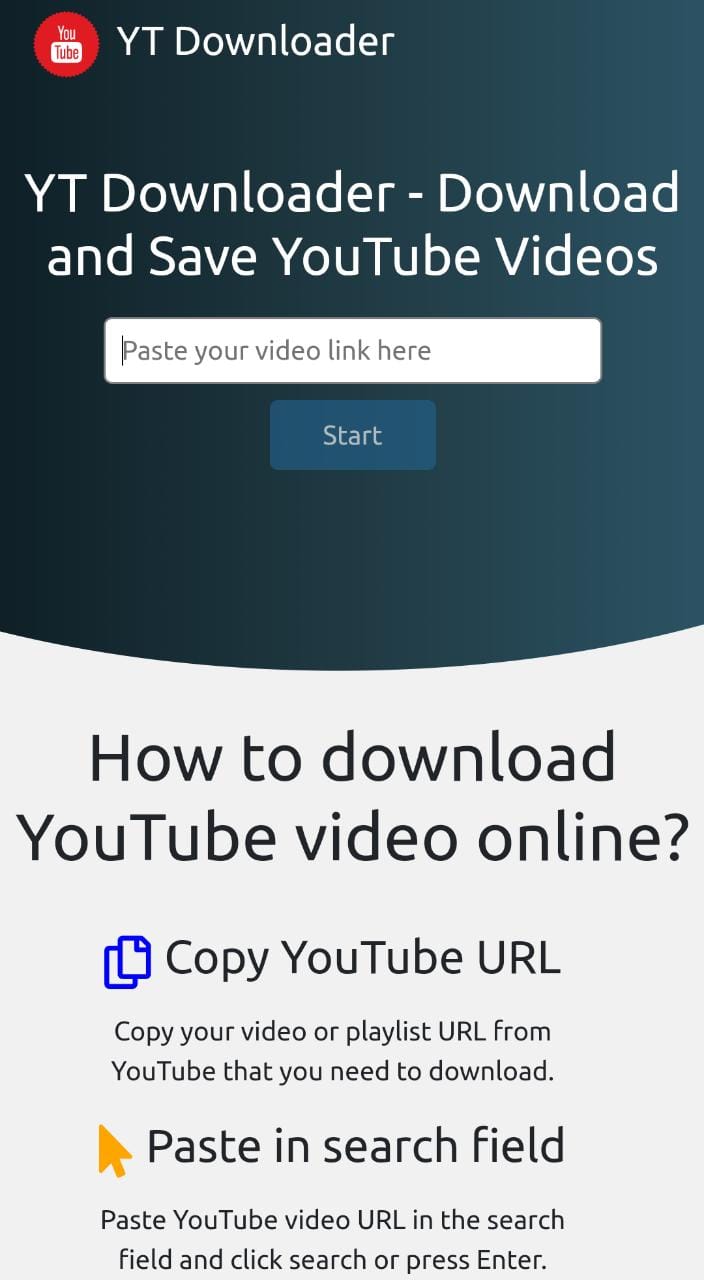 You
Tube
YT Downloader
YT Downloader - Download
and Save YouTube Videos
Paste your video link here
Start
How to download
YouTube video online?
Copy YouTube URL
Copy your video or playlist URL from
YouTube that you need to download.
Paste in search field
Paste YouTube video URL in the search
field and click search or press Enter.